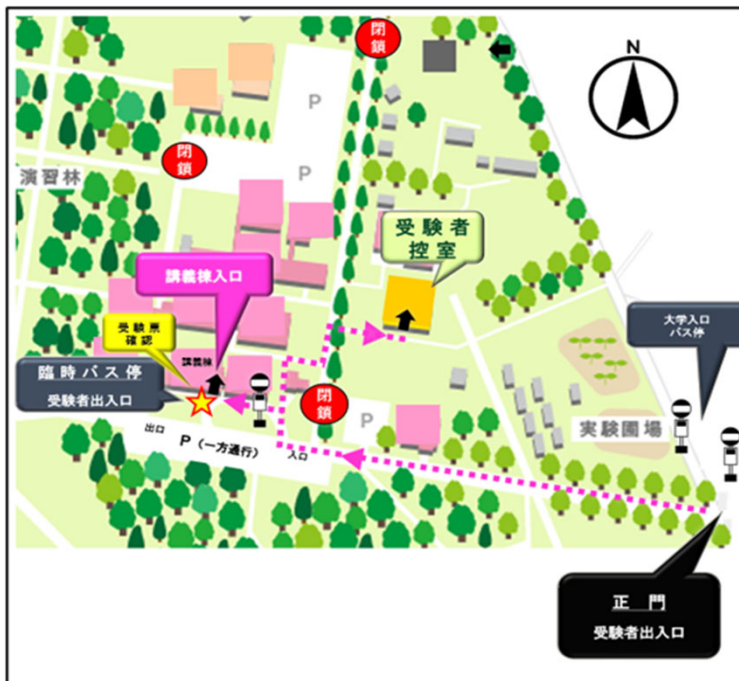 閉
鎖
N
P
閉
鎖
P
演習林
受験者
控室
講義棟入口
受験票
確認
大学入口
バス停
講義棟
臨時バス停
受験者出入口
閉
鎖
P
実験圃場
出口
P(一方通行)
入口
正門
受験者出入口